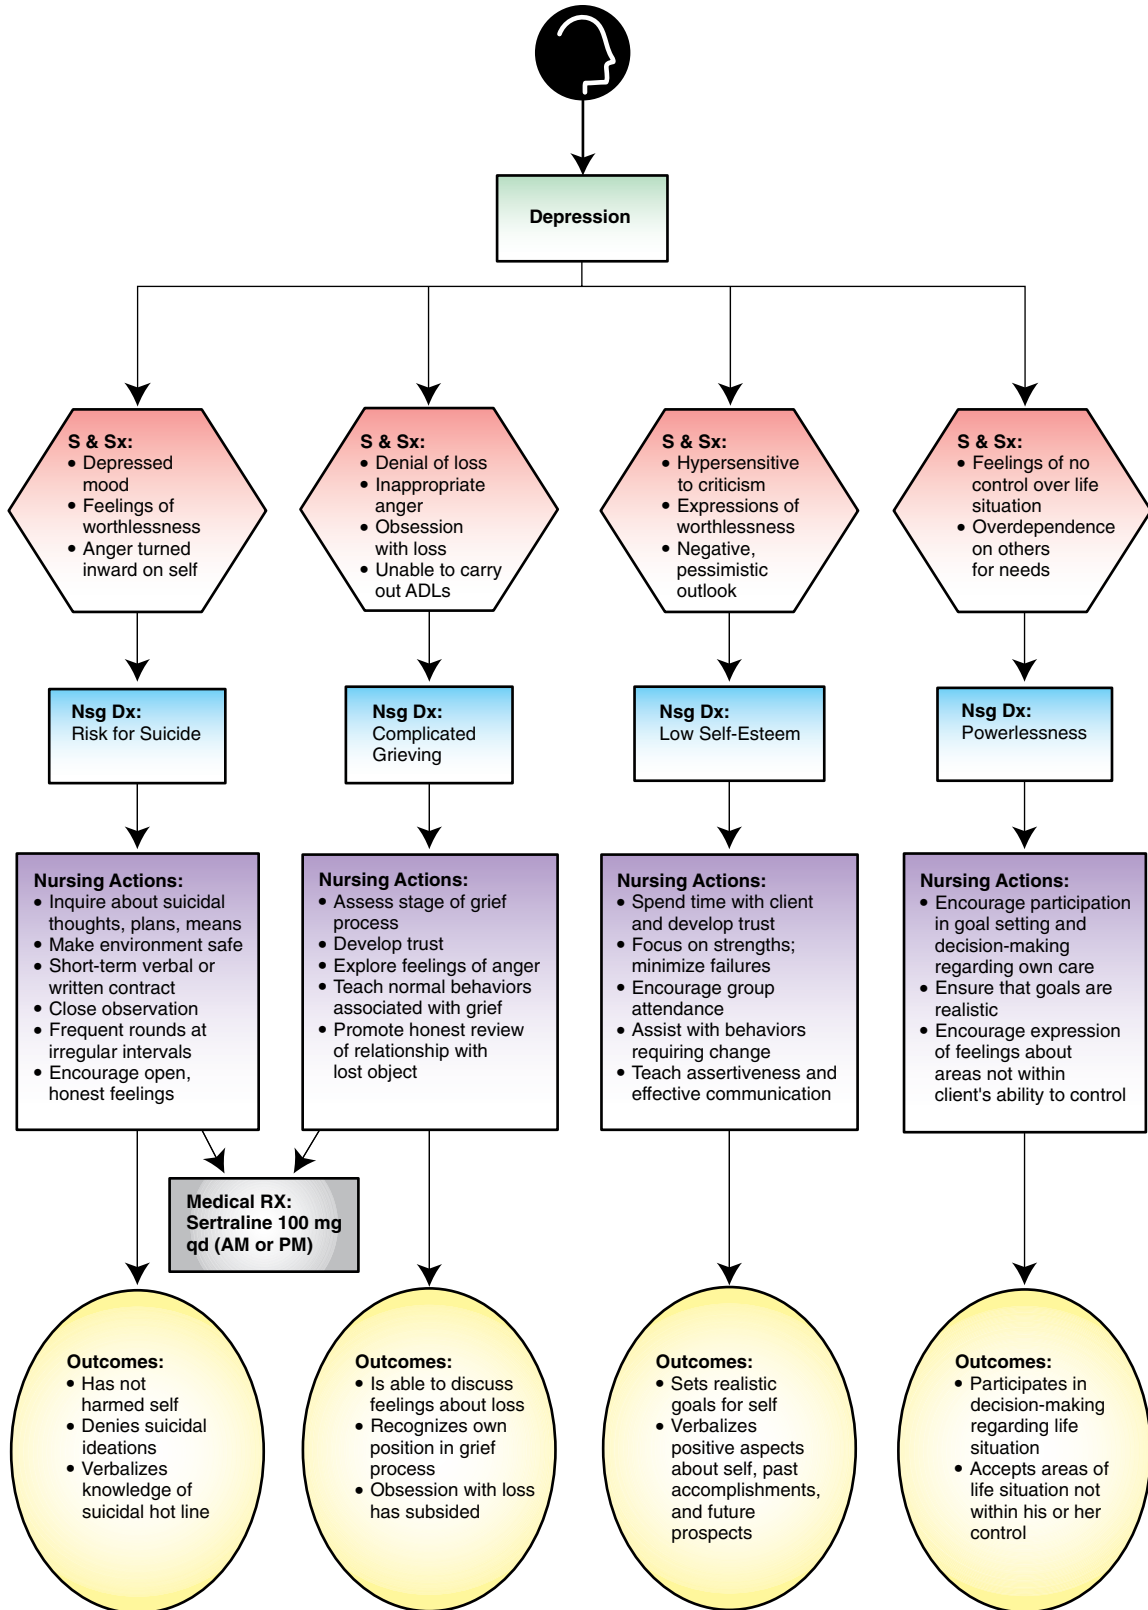 Depression
S & Sx:
• Depressed
mood
• Feelings of
worthlessness
• Anger turned
inward on self
S & Sx:
• Denial of loss
• Inappropriate
anger
• Obsession
with loss
• Unable to carry
out ADLs
S & Sx:
• Hypersensitive
to criticism
• Expressions of
worthlessness
• Negative,
pessimistic
outlook
S & Sx:
• Feelings of no
control over life
situation
• Overdependence
on others
for needs
Nsg Dx:
Risk for Suicide
Nsg Dx:
Complicated
Grieving
Nsg Dx:
Low Self-Esteem
Nsg Dx:
Powerlessness
Nursing Actions:
• Inquire about suicidal
thoughts, plans, means
• Make environment safe
• Short-term verbal or
written contract
• Close observation
• Frequent rounds at
irregular intervals
• Encourage open,
honest feelings
Nursing Actions:
• Assess stage of grief
process
• Develop trust
• Explore feelings of anger
• Teach normal behaviors
associated with grief
• Promote honest review
of relationship with
lost object
Nursing Actions:
• Spend time with client
and develop trust
• Focus on strengths;
minimize failures
• Encourage group
attendance
• Assist with behaviors
requiring change
• Teach assertiveness and
effective communication
Nursing Actions:
• Encourage participation
in goal setting and
decision-making
regarding own care
• Ensure that goals are
realistic
• Encourage expression
of feelings about
areas not within
client's ability to control
Medical RX:
Sertraline 100 mg
qd (AM or PM)
Outcomes:
• Has not
harmed self
• Denies suicidal
ideations
• Verbalizes
knowledge of
suicidal hot line
Outcomes:
• Is able to discuss
feelings about loss
• Recognizes own
position in grief
process
• Obsession with loss
has subsided
Outcomes:
• Sets realistic
goals for self
• Verbalizes
positive aspects
about self, past
accomplishments,
and future
prospects
Outcomes:
• Participates in
decision-making
regarding life
situation
• Accepts areas of
life situation not
within his or her
control